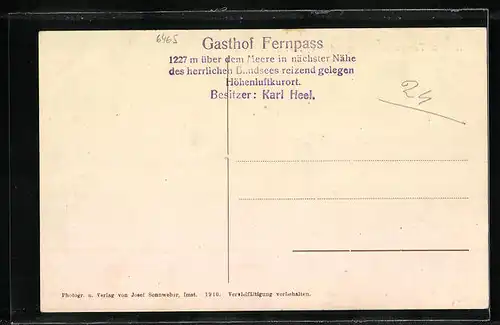 6465
Gasthof Fernpass
1227 m über dem Meere in nächster Nähe
des herrlichen gelegen reizend
Höhenluftkurort.
Besitzer: Karl Heel.
24
Photogr. u. Verlag von Josef Sonnweber, Imst. 1910. Vervielfältigung vorbehalten.